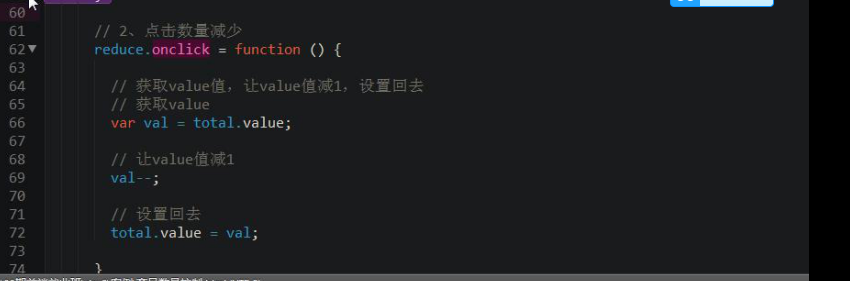 60
61 // 2、点击数量减少
62 reduce.onclick = function () {
63
64 // 获取value值，让value值减1，设置回去
65 // 获取value
66 var val = total.value;
67
68 // 让value值减1
69 val--;
70
71 // 设置回去
72 total.value = val;
73
74 }